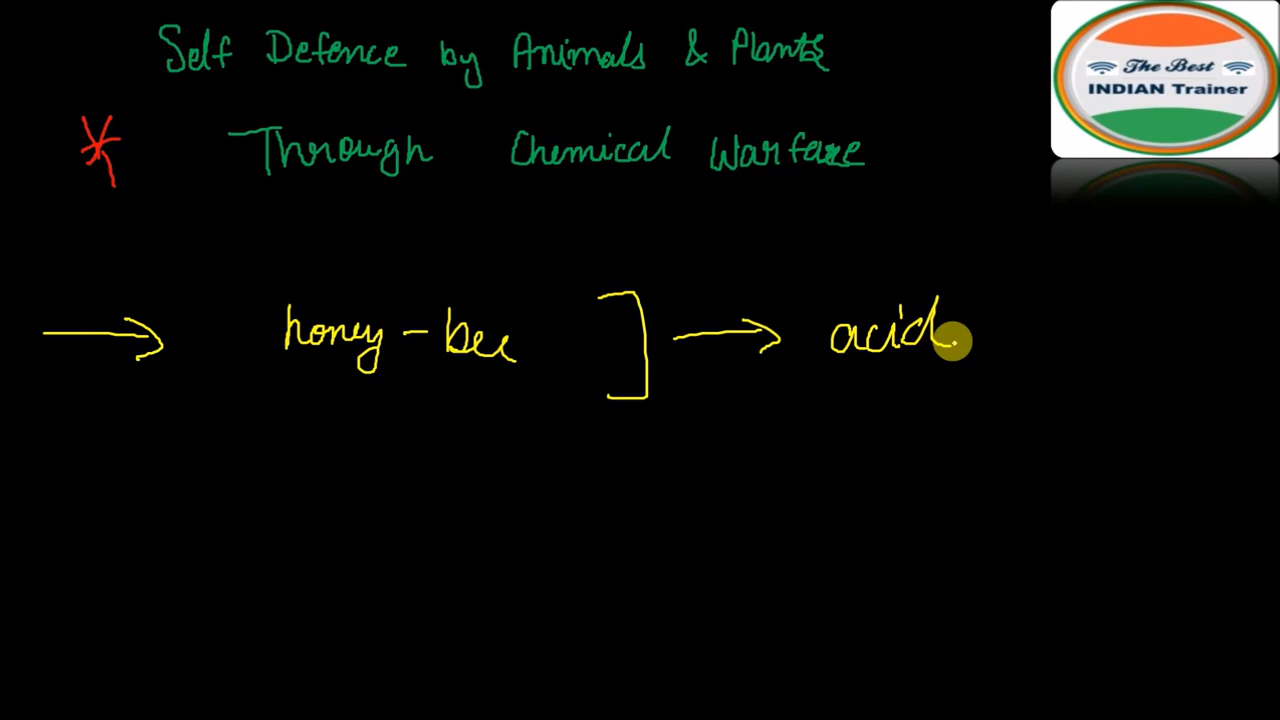 Self Defence by Animals & Plants
The Best
INDIAN Trainer
Through Chemical Warfare
honey-bee → acid.